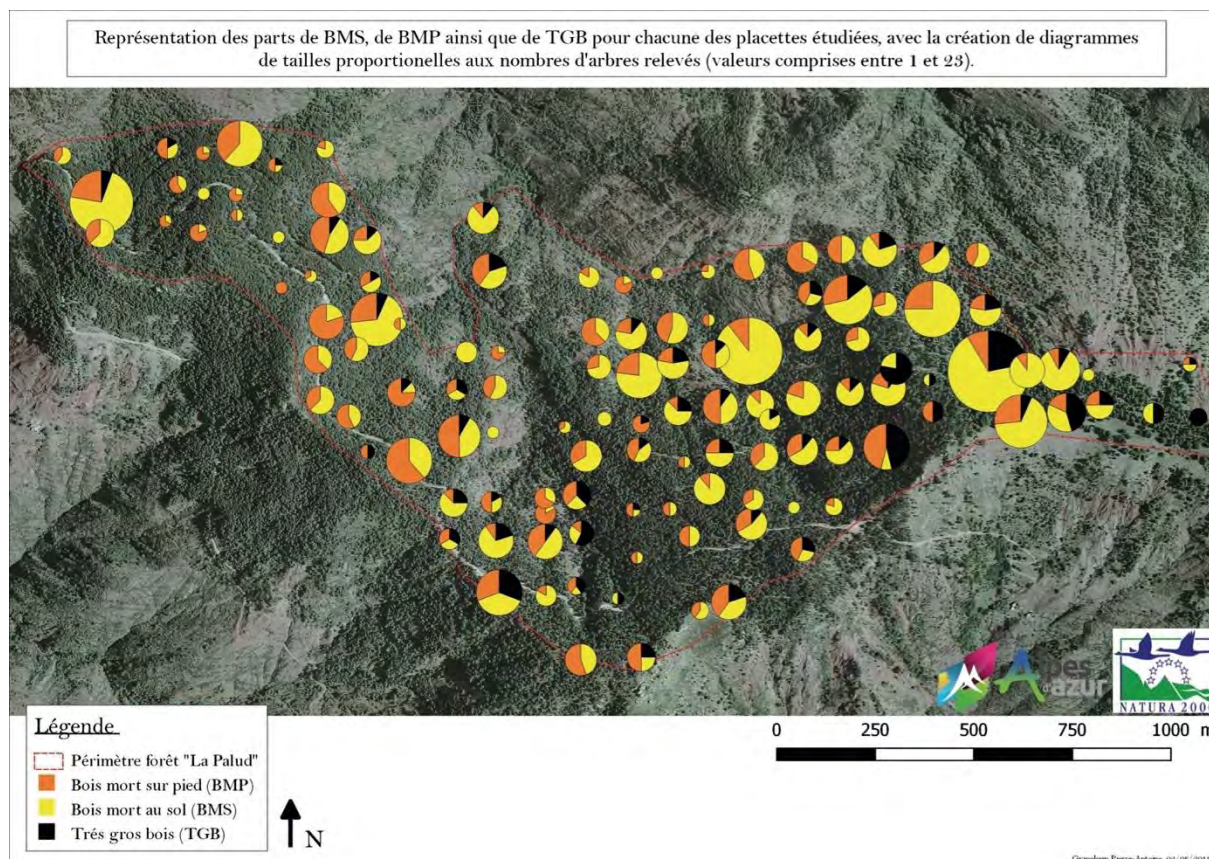 Représentation des parts de BMS, de BMP ainsi que de TGB pour chacune des placettes étudiées, avec la création de diagrammes
de tailles proportionelles aux nombres d'arbres relevés (valeurs comprises entre 1 et 23).
Alpes
d'azur
NATURA 2000
Légende
Périmètre forêt "La Palud"
Bois mort sur pied (BMP)
Bois mort au sol (BMS)
Trés gros bois (TGB)
N
0 250 500 750 1000 m